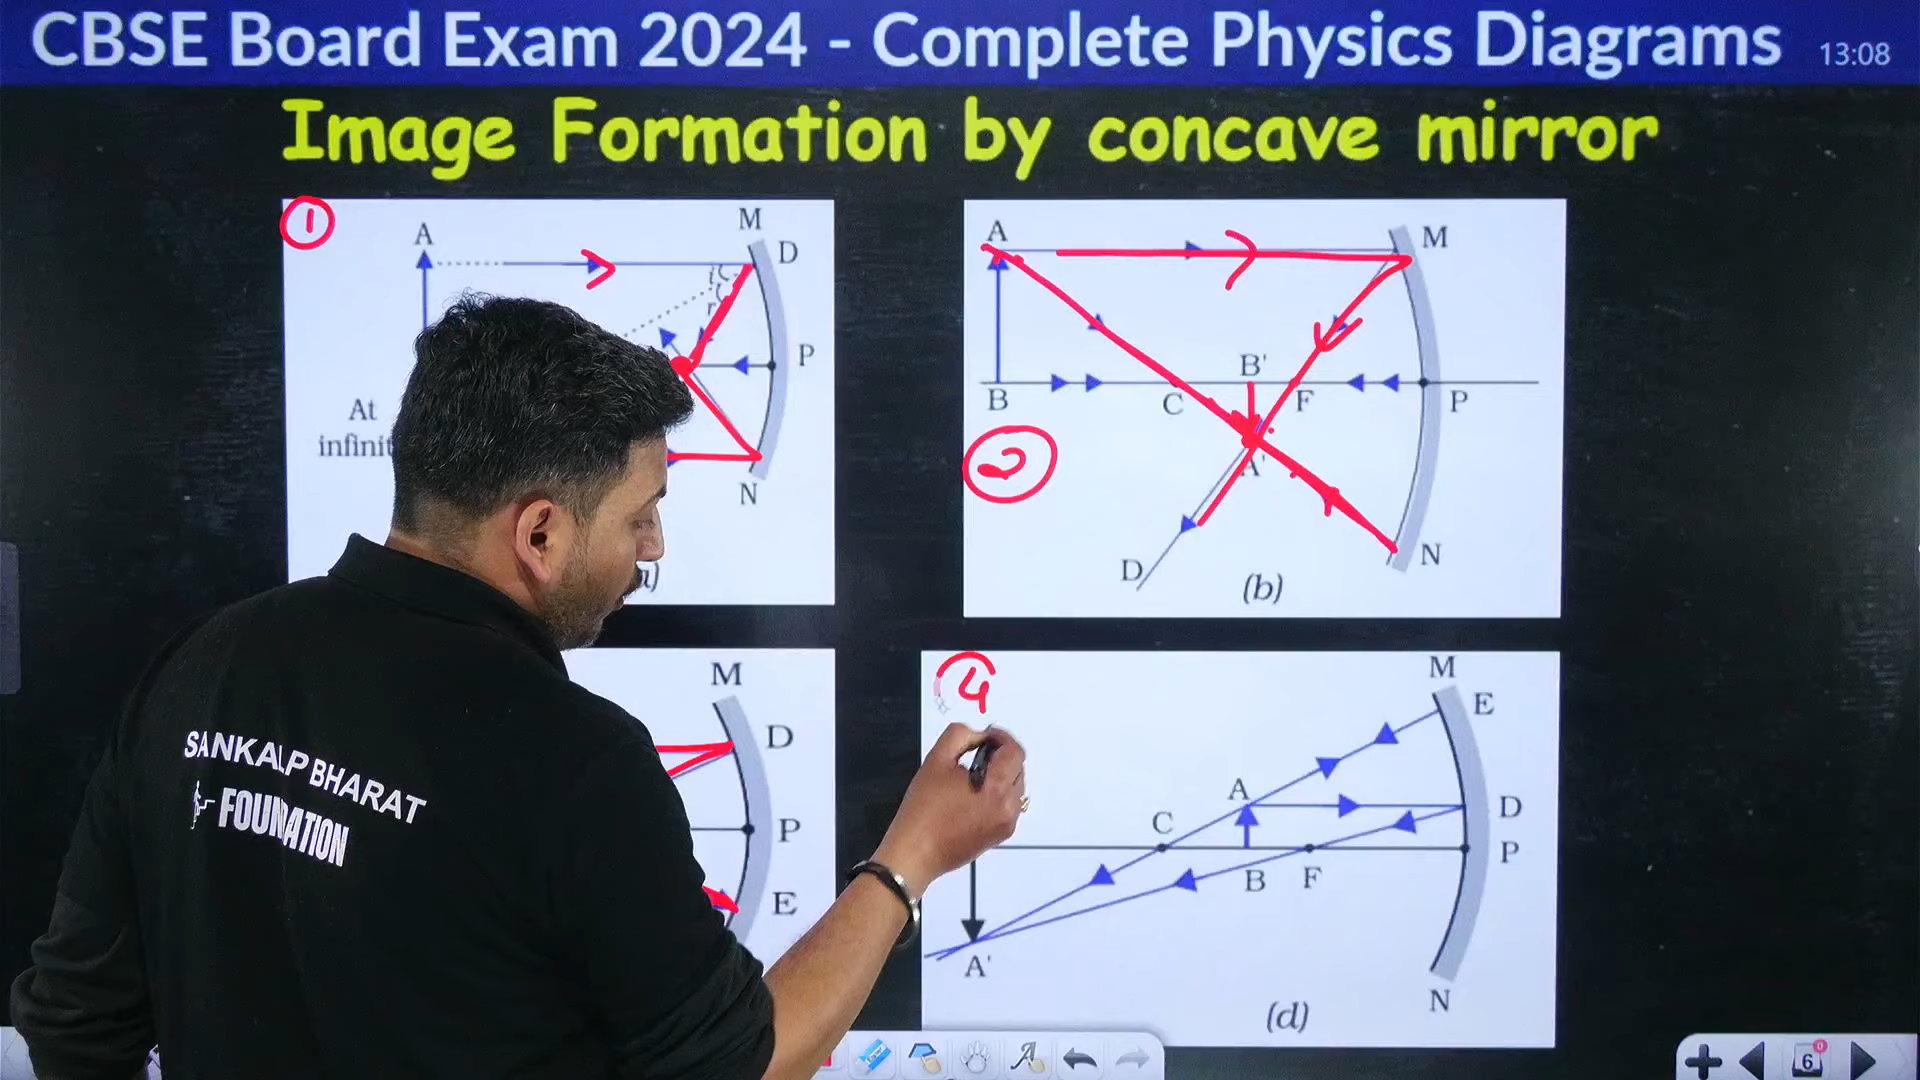 CBSE Board Exam 2024 - Complete Physics Diagrams 13:08
Image Formation by concave mirror
1
A
M
D
i
r
P
At
N
A
M
B'
B
C
F
P
2
A'
D
N
(b)
M
D
P
E
4
M
E
A
D
C
P
B
F
A'
N
(d)
SANKALP BHARAT
FOUNDATION
6
0